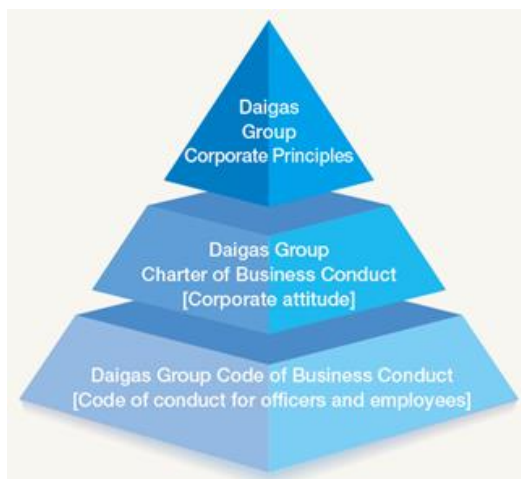 Daigas
Group
Corporate Principles
Daigas Group
Charter of Business Conduct
[Corporate attitude]
Daigas Group Code of Business Conduct
[Code of conduct for officers and employees]